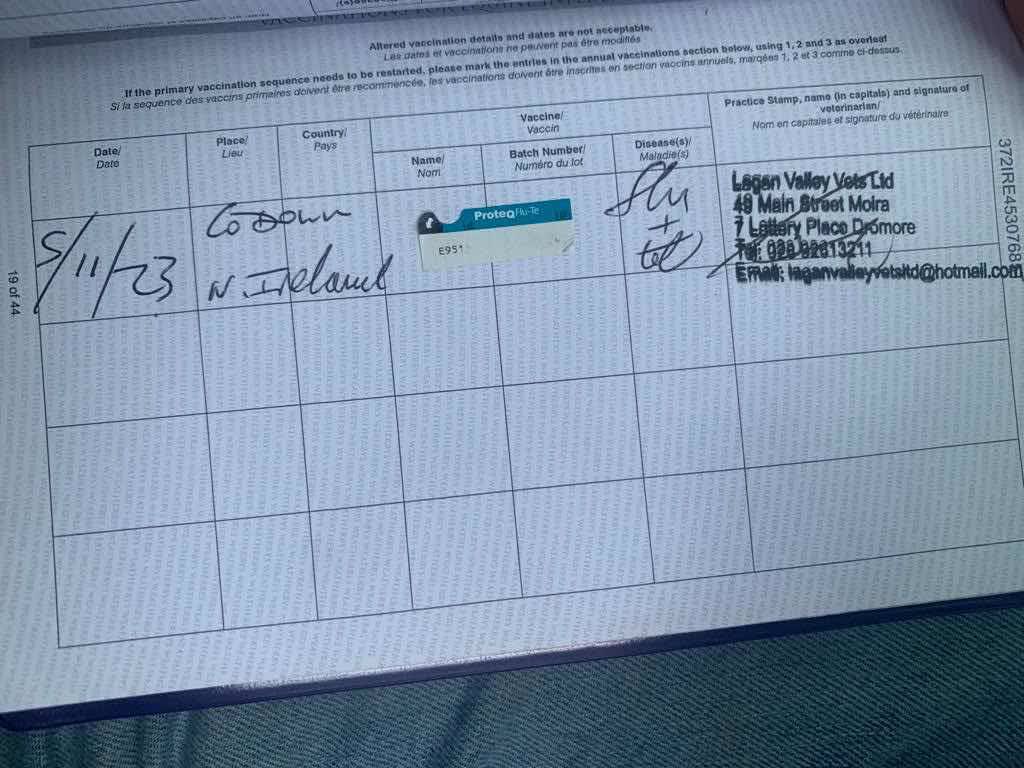 Altered vaccination details and dates are not acceptable.
Les dates et vaccinations ne peuvent pas être modifiés
If the primary vaccination sequence needs to be restarted, please mark the entries in the annual vaccinations section below, using 1, 2 and 3 as overleaf
Si la sequence des vaccins primaires doivent être recommencée, les vaccinations doivent être inscrites en section vaccins annuels, marqées 1, 2 et 3 comme ci-dessus.
Date/
Date
Place/
Lieu
Country/
Pays
Vaccine/
Vaccin
Name/
Nom
Batch Number/
Numéro du lot
Disease(s)/
Maladie(s)
Practice Stamp, name (in capitals) and signature of
veterinarian/
Nom en capitales et signature du vétérinaire
5/11/23
Co Down
N. Ireland
ProteqFlu-Te
E951
flu
+
tet
Lagan Valley Vets Ltd
49 Main Street Moira
7 Lottery Place Dromore
Tel: 028 92613211
Email: laganvalleyvetsltd@hotmail.com
19 of 44